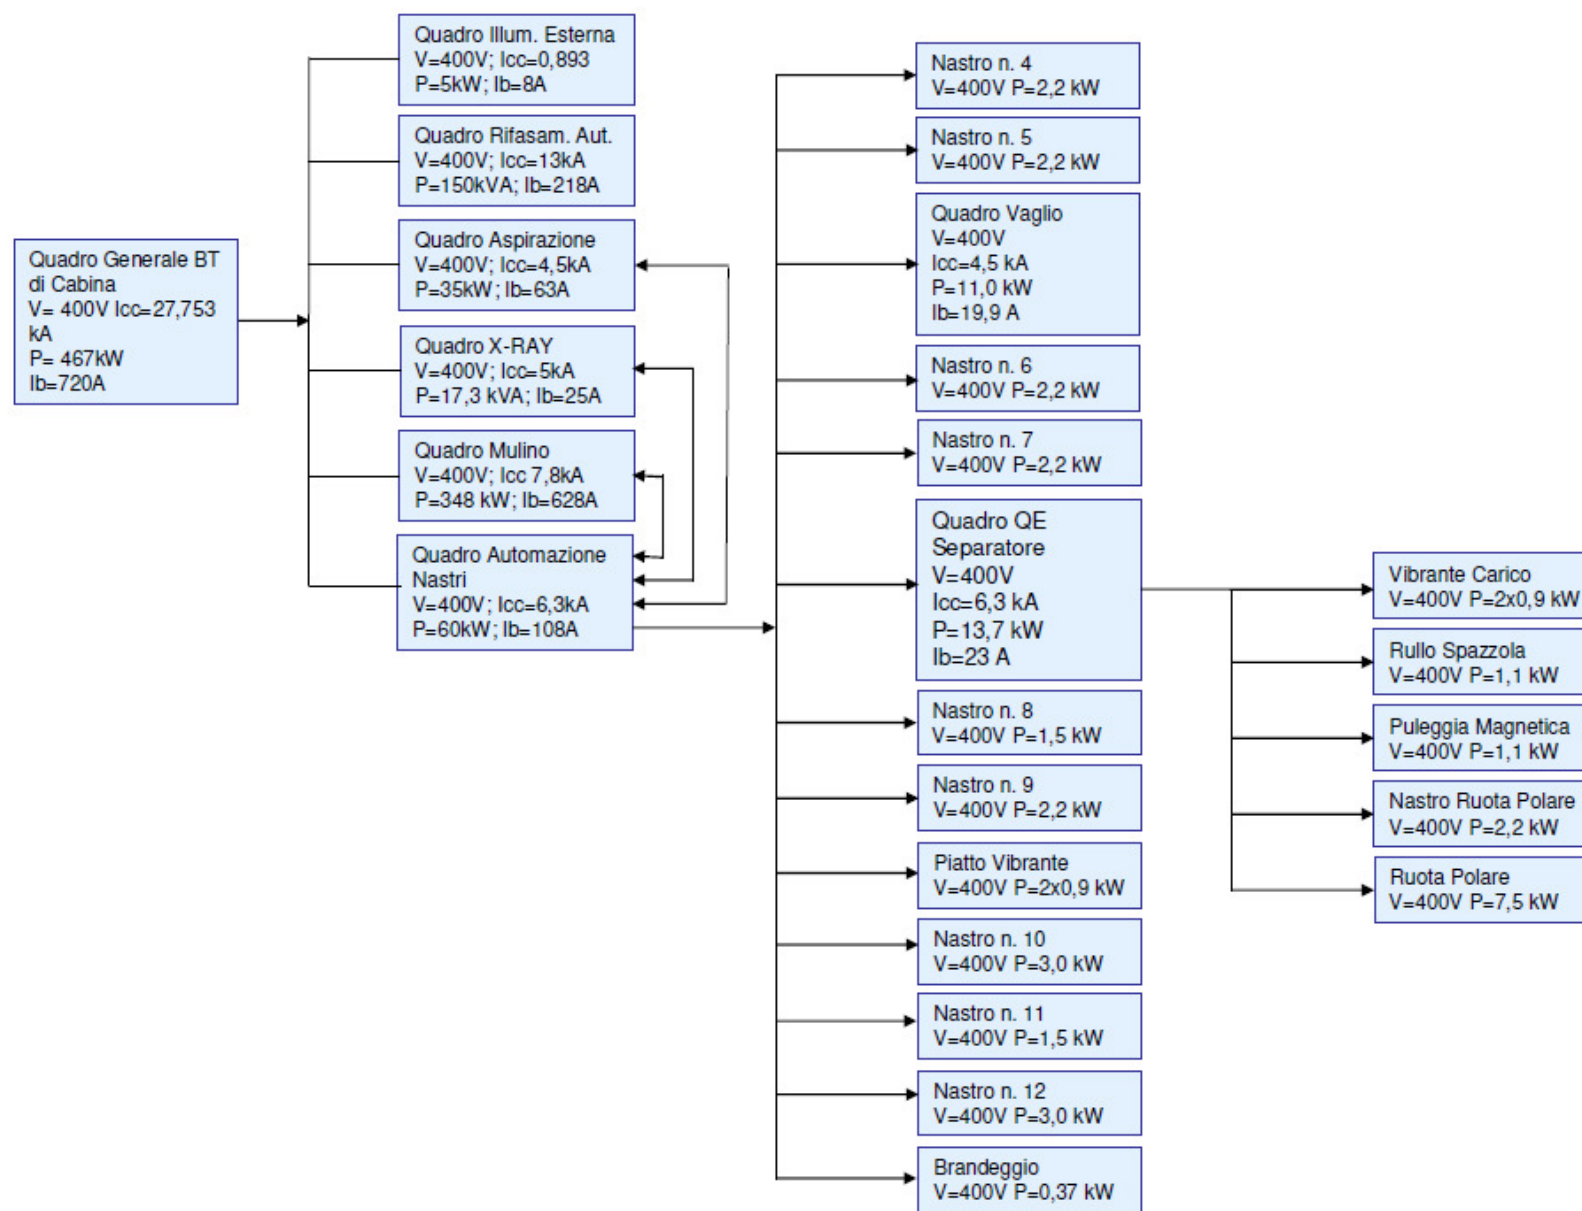 Quadro Generale BT
di Cabina
V= 400V Icc=27,753
kA
P= 467kW
Ib=720A
Quadro Illum. Esterna
V=400V; Icc=0,893
P=5kW; Ib=8A
Quadro Rifasam. Aut.
V=400V; Icc=13kA
P=150kVA; Ib=218A
Quadro Aspirazione
V=400V; Icc=4,5kA
P=35kW; Ib=63A
Quadro X-RAY
V=400V; Icc=5kA
P=17,3 kVA; Ib=25A
Quadro Mulino
V=400V; Icc 7,8kA
P=348 kW; Ib=628A
Quadro Automazione
Nastri
V=400V; Icc=6,3kA
P=60kW; Ib=108A
Nastro n. 4
V=400V P=2,2 kW
Nastro n. 5
V=400V P=2,2 kW
Quadro Vaglio
V=400V
Icc=4,5 kA
P=11,0 kW
Ib=19,9 A
Nastro n. 6
V=400V P=2,2 kW
Nastro n. 7
V=400V P=2,2 kW
Quadro QE
Separatore
V=400V
Icc=6,3 kA
P=13,7 kW
Ib=23 A
Nastro n. 8
V=400V P=1,5 kW
Nastro n. 9
V=400V P=2,2 kW
Piatto Vibrante
V=400V P=2x0,9 kW
Nastro n. 10
V=400V P=3,0 kW
Nastro n. 11
V=400V P=1,5 kW
Nastro n. 12
V=400V P=3,0 kW
Brandeggio
V=400V P=0,37 kW
Vibrante Carico
V=400V P=2x0,9 kW
Rullo Spazzola
V=400V P=1,1 kW
Puleggia Magnetica
V=400V P=1,1 kW
Nastro Ruota Polare
V=400V P=2,2 kW
Ruota Polare
V=400V P=7,5 kW